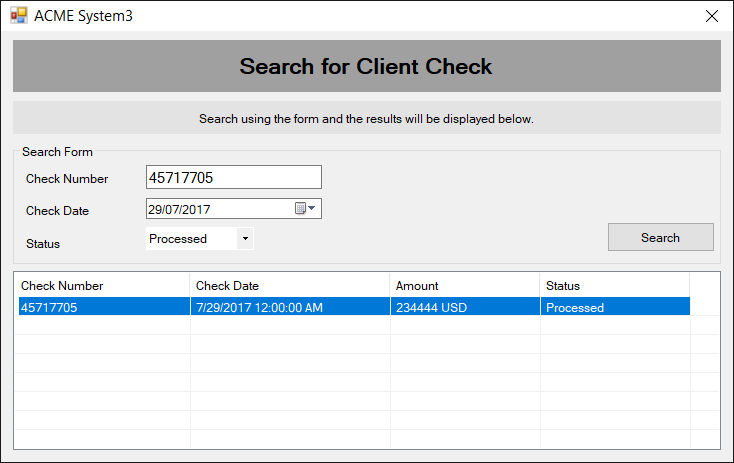 ACME System3
Search for Client Check
Search using the form and the results will be displayed below.
Search Form
Check Number 45717705
Check Date 29/07/2017
Status Processed Search
Check Number Check Date Amount Status
45717705 7/29/2017 12:00:00 AM 234444 USD Processed